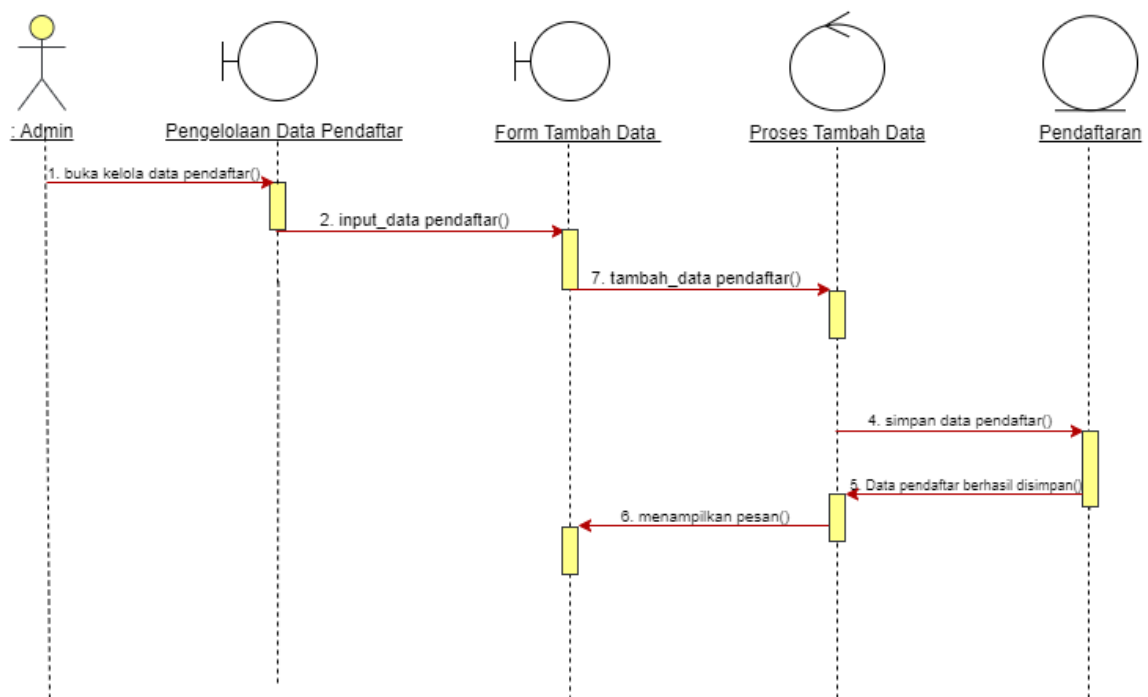 : Admin
Pengelolaan Data Pendaftar
Form Tambah Data
Proses Tambah Data
Pendaftaran
1. buka kelola data pendaftar()
2. input_data pendaftar()
7. tambah_data pendaftar()
4. simpan data pendaftar()
5. Data pendaftar berhasil disimpan()
6. menampilkan pesan()